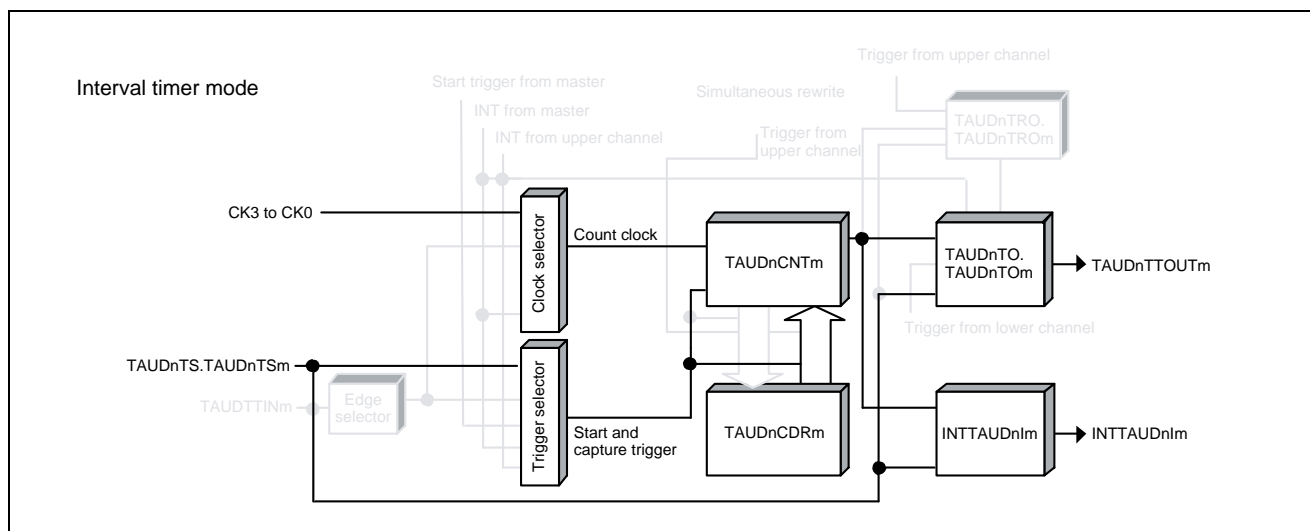 Interval timer mode
Trigger from upper channel
Start trigger from master
Simultaneous rewrite
INT from master
INT from upper channel
Trigger from
upper channel
TAUDnTRO.
TAUDnTROm
CK3 to CK0
Clock selector
Count clock
TAUDnCNTm
TAUDnTO.
TAUDnTOm
TAUDnTTOUTm
Trigger from lower channel
TAUDnTS.TAUDnTSm
TAUDTTINm
Edge
selector
Trigger selector
Start and
capture trigger
TAUDnCDRm
INTTAUDnIm
INTTAUDnIm